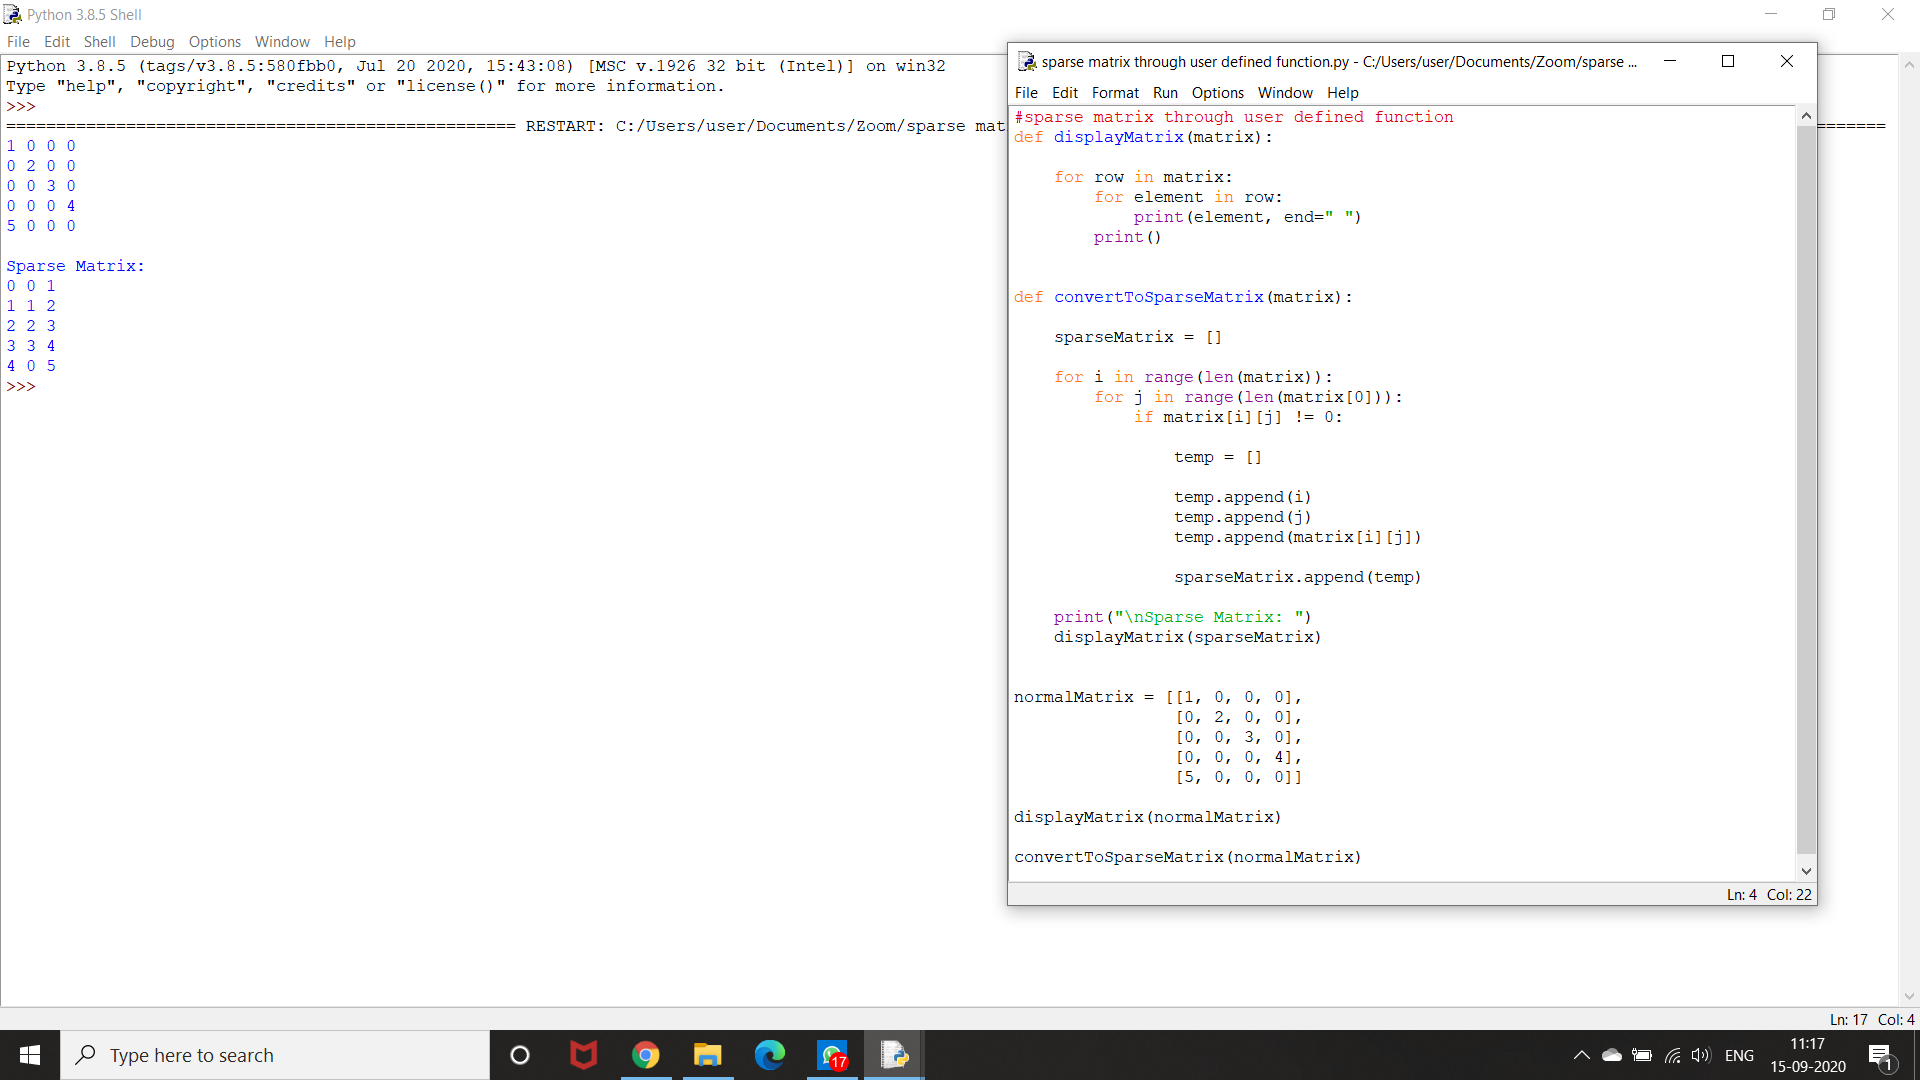 Python 3.8.5 Shell
File Edit Shell Debug Options Window Help
Python 3.8.5 (tags/v3.8.5:580fbb0, Jul 20 2020, 15:43:08) [MSC v.1926 32 bit (Intel)] on win32
Type "help", "copyright", "credits" or "license()" for more information.
>>>
=================================================== RESTART: C:/Users/user/Documents/Zoom/sparse mat
=======
1 0 0 0
0 2 0 0
0 0 3 0
0 0 0 4
5 0 0 0
Sparse Matrix:
0 0 1
1 1 2
2 2 3
3 3 4
4 0 5
>>>
sparse matrix through user defined function.py - C:/Users/user/Documents/Zoom/sparse ...
File Edit Format Run Options Window Help
#sparse matrix through user defined function
def displayMatrix(matrix):
    for row in matrix:
        for element in row:
            print(element, end=" ")
        print()
def convertToSparseMatrix(matrix):
    sparseMatrix = []
    for i in range(len(matrix)):
        for j in range(len(matrix[0])):
            if matrix[i][j] != 0:
                temp = []
                temp.append(i)
                temp.append(j)
                temp.append(matrix[i][j])
                sparseMatrix.append(temp)
    print("\nSparse Matrix: ")
    displayMatrix(sparseMatrix)
normalMatrix = [[1, 0, 0, 0],
                [0, 2, 0, 0],
                [0, 0, 3, 0],
                [0, 0, 0, 4],
                [5, 0, 0, 0]]
displayMatrix(normalMatrix)
convertToSparseMatrix(normalMatrix)
Ln: 4 Col: 22
Ln: 17 Col: 4
Type here to search
17
ENG
11:17
15-09-2020
1